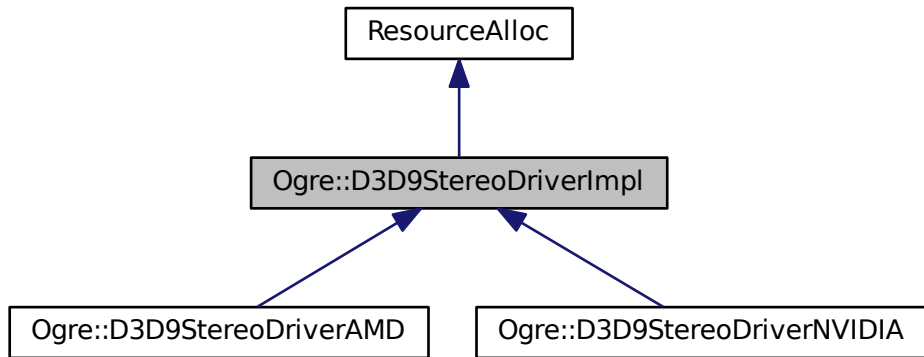 ResourceAlloc
Ogre::D3D9StereoDriverImpl
Ogre::D3D9StereoDriverAMD
Ogre::D3D9StereoDriverNVIDIA